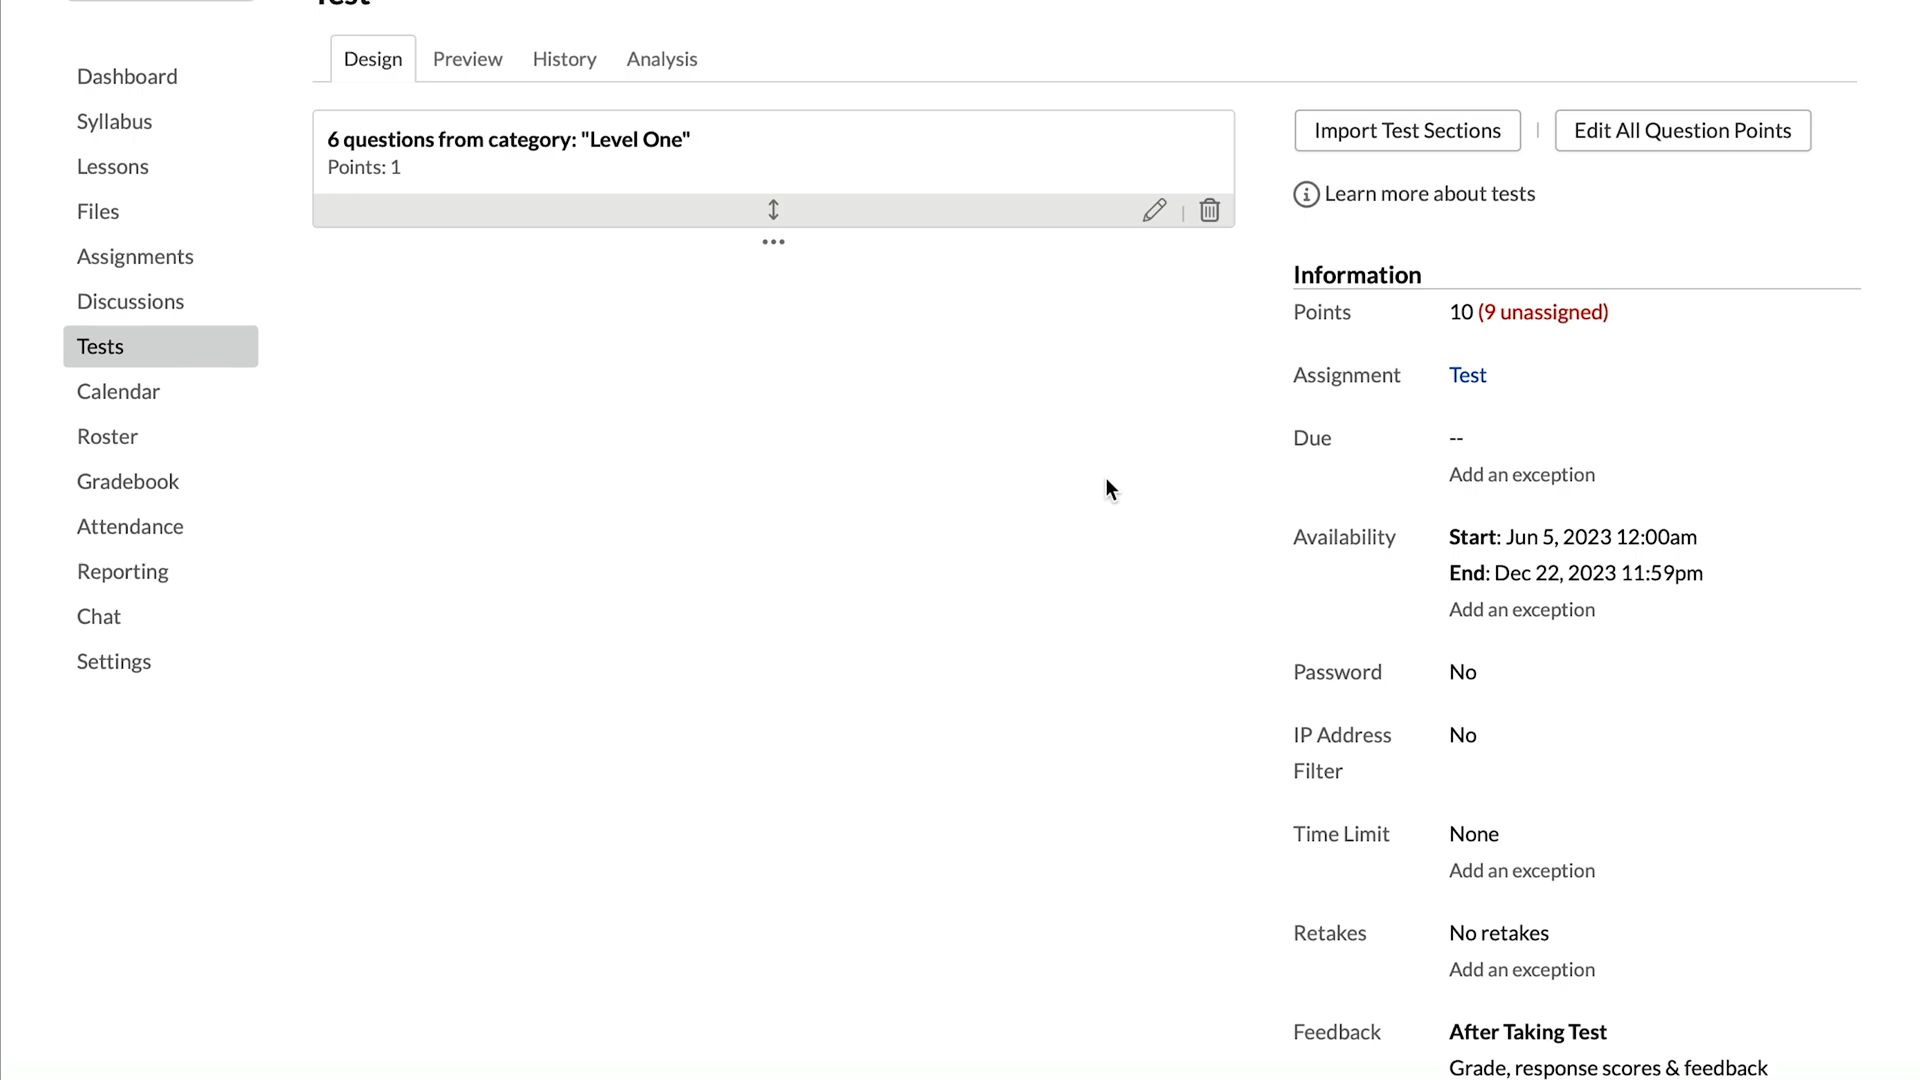 Test
Design Preview History Analysis
Dashboard
Syllabus
Lessons
Files
Assignments
Discussions
Tests
Calendar
Roster
Gradebook
Attendance
Reporting
Chat
Settings
6 questions from category: "Level One"
Points: 1
Import Test Sections | Edit All Question Points
Learn more about tests
Information
Points 10 (9 unassigned)
Assignment Test
Due --
Add an exception
Availability Start: Jun 5, 2023 12:00am
End: Dec 22, 2023 11:59pm
Add an exception
Password No
IP Address No
Filter
Time Limit None
Add an exception
Retakes No retakes
Add an exception
Feedback After Taking Test
Grade, response scores & feedback